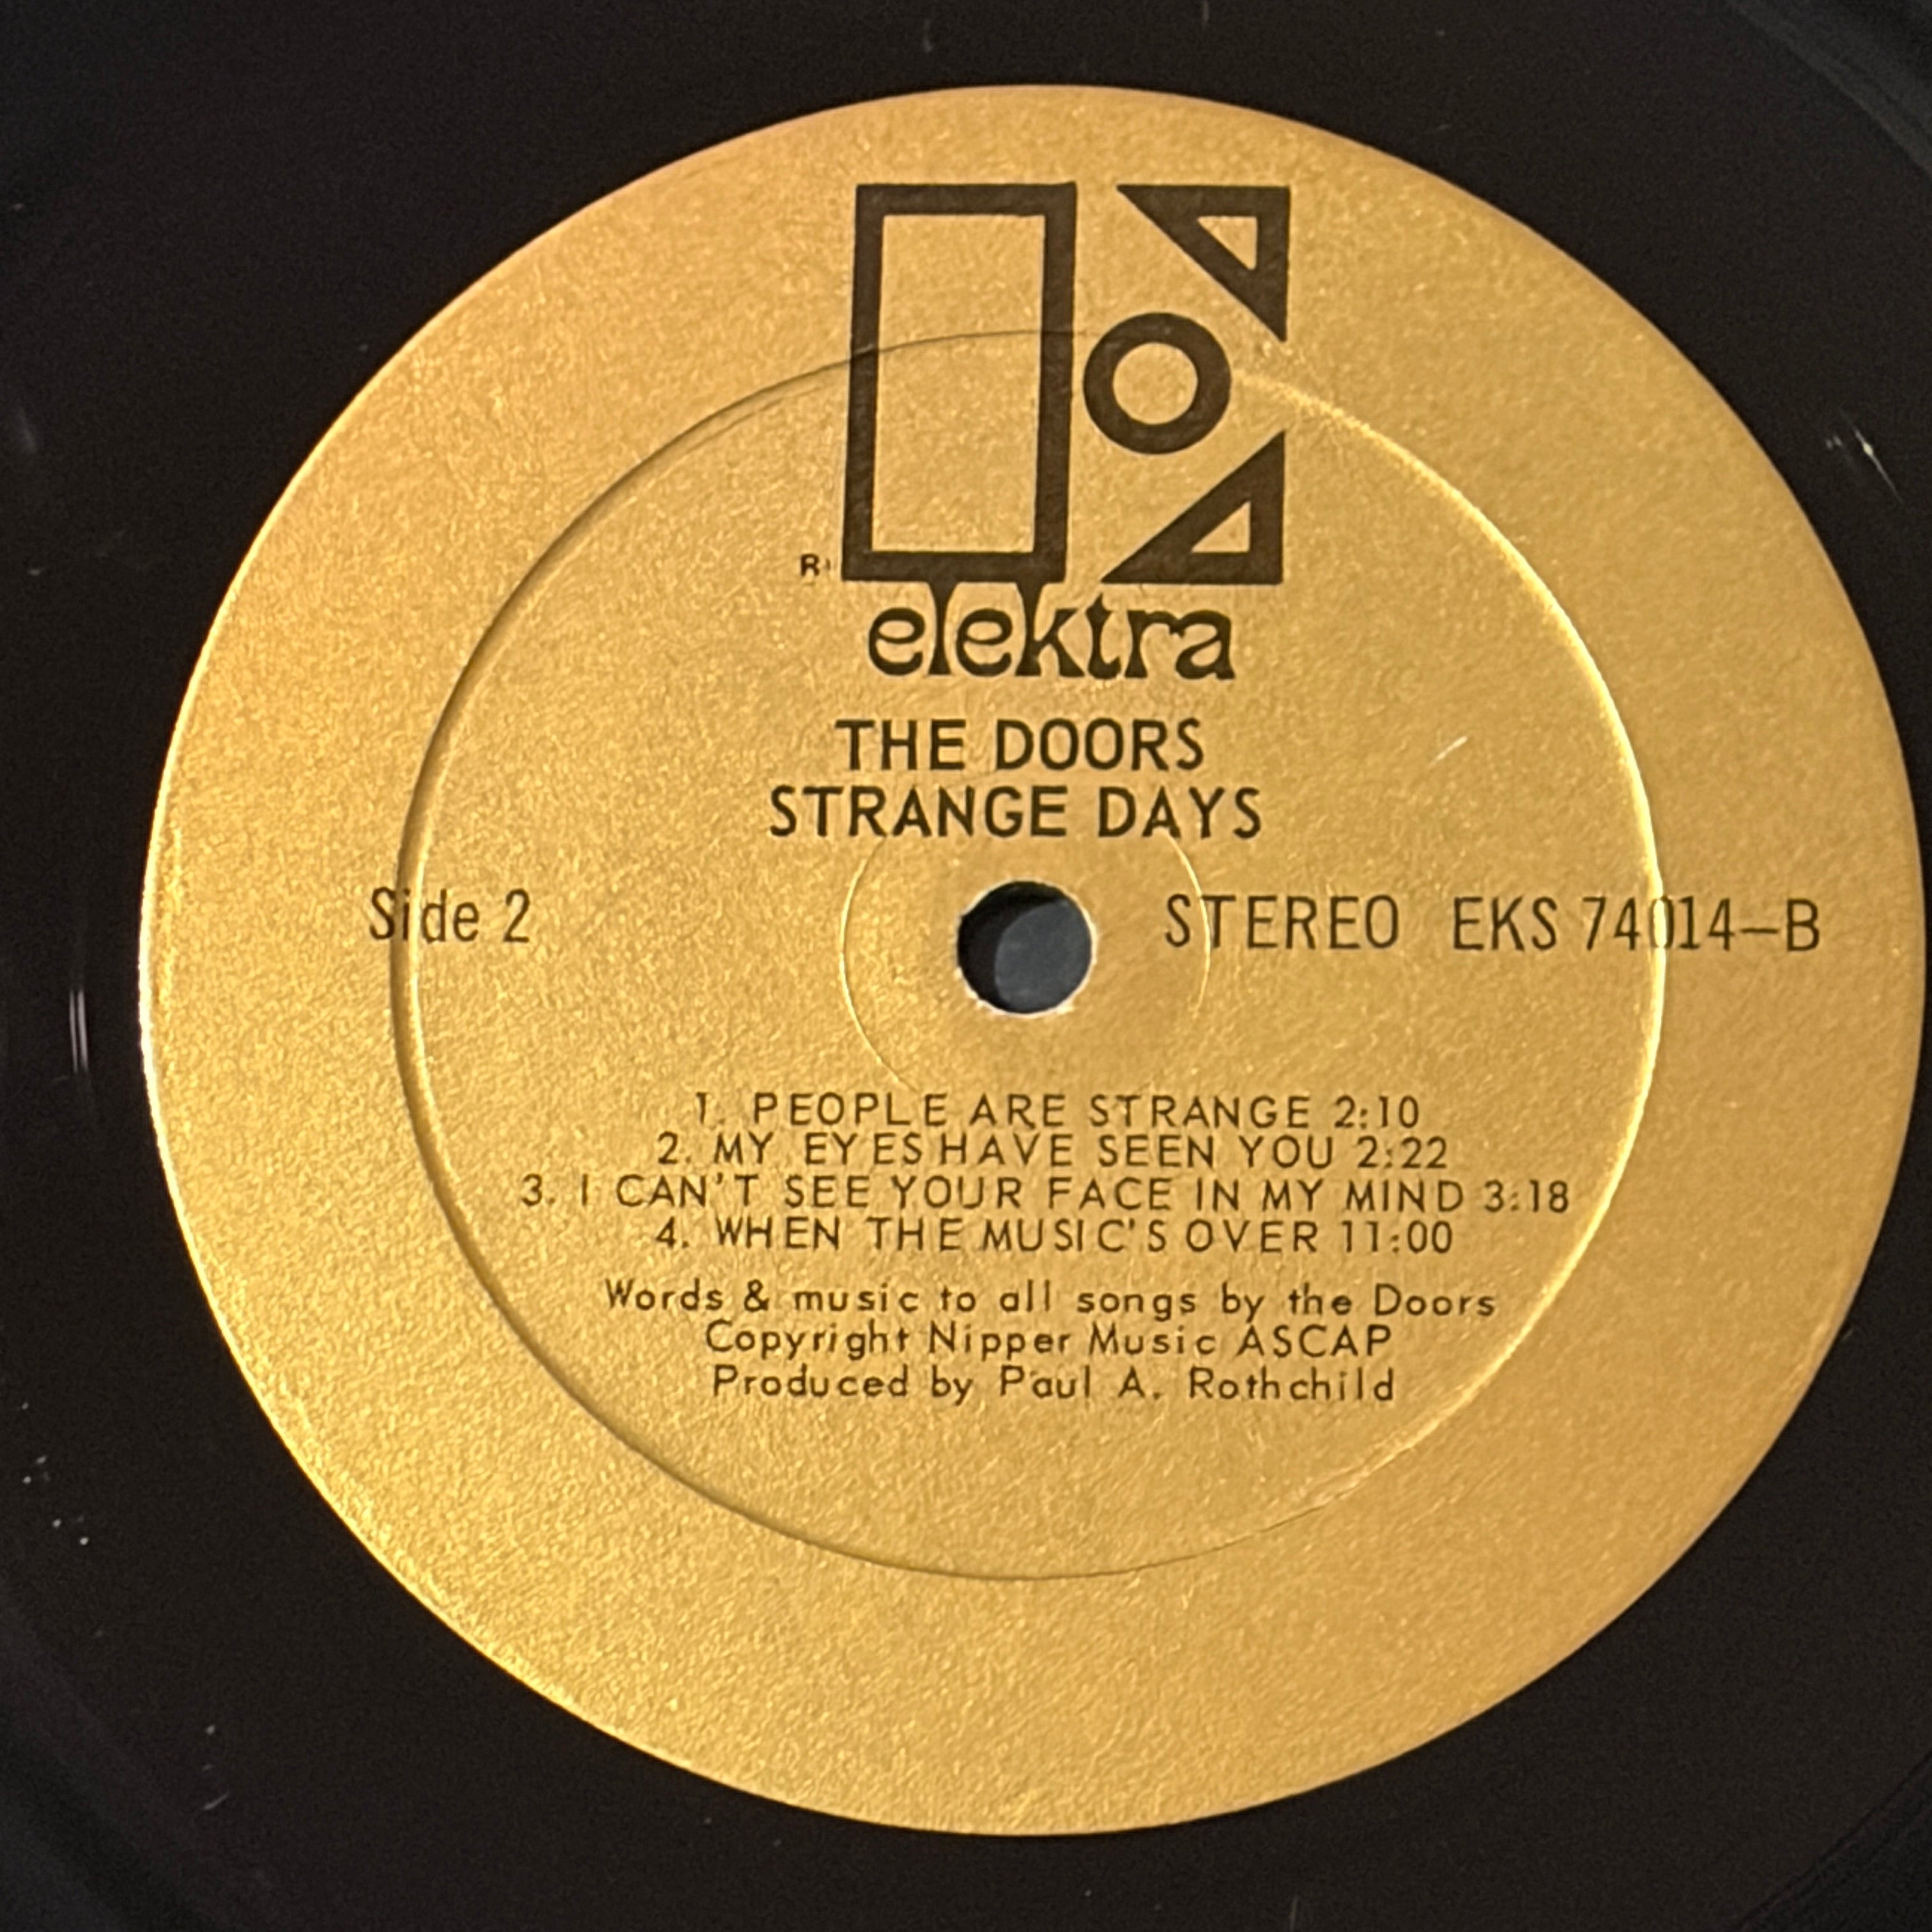 R
elektra
THE DOORS
STRANGE DAYS
Side 2
STEREO EKS 74014-B
1. PEOPLE ARE STRANGE 2:10
2. MY EYES HAVE SEEN YOU 2:22
3. I CAN'T SEE YOUR FACE IN MY MIND 3:18
4. WHEN THE MUSIC'S OVER 11:00
Words & music to all songs by the Doors
Copyright Nipper Music ASCAP
Produced by Paul A. Rothchild